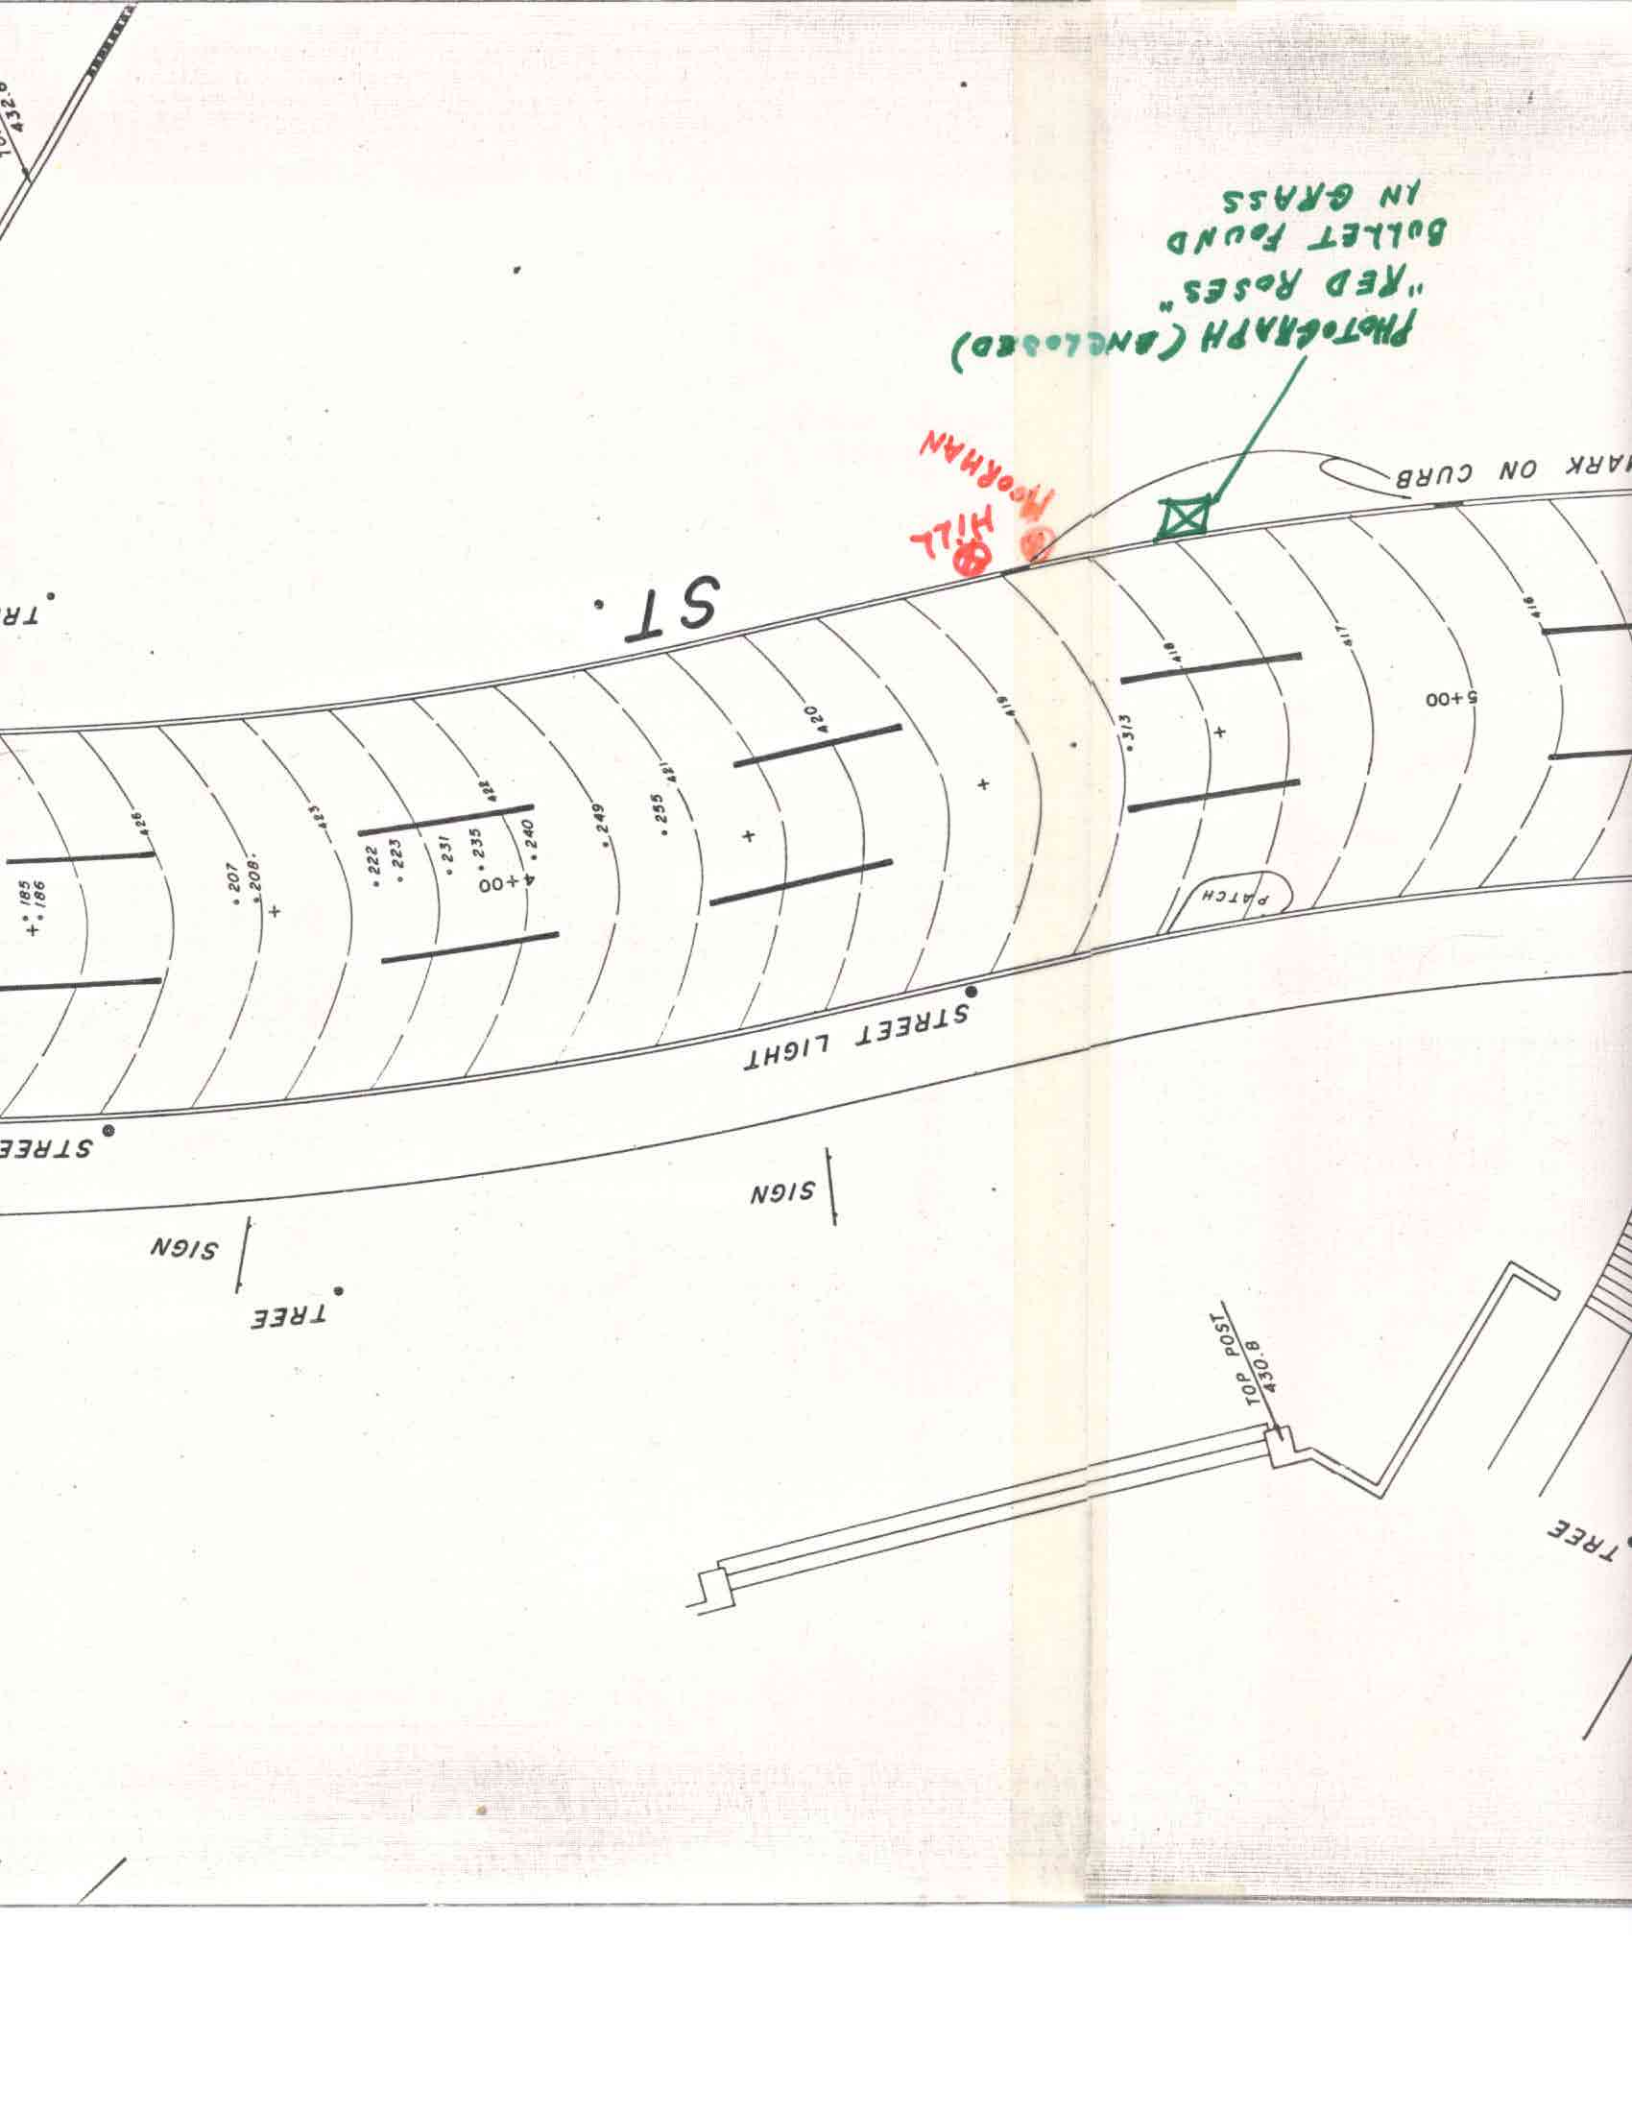 PHOTOGRAPH (ENCLOSED)
"RED ROSES"
BULLET FOUND
IN GRASS
MOORMAN
HILL
MARK ON CURB
ST.
416
417
418
5+00
313
419
420
421
255
249
422
4+00
240
235
231
223
222
423
208
207
426
186
185
PATCH
STREET LIGHT
STREE
SIGN
SIGN
TREE
TREE
TOP POST
430.8
432.
TR